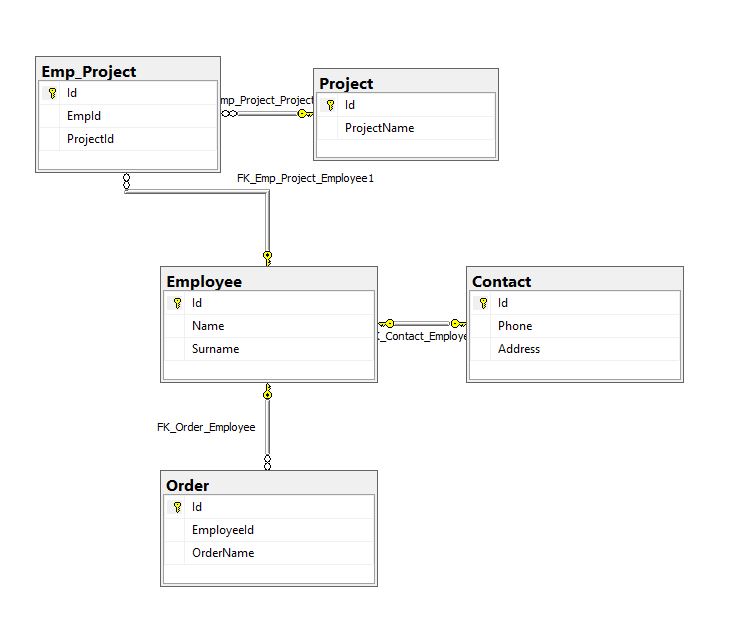 Emp_Project
Id
EmpId
ProjectId
mp_Project_Project
Project
Id
ProjectName
FK_Emp_Project_Employee1
Employee
Id
Name
Surname
K_Contact_Employe
Contact
Id
Phone
Address
FK_Order_Employee
Order
Id
EmployeeId
OrderName